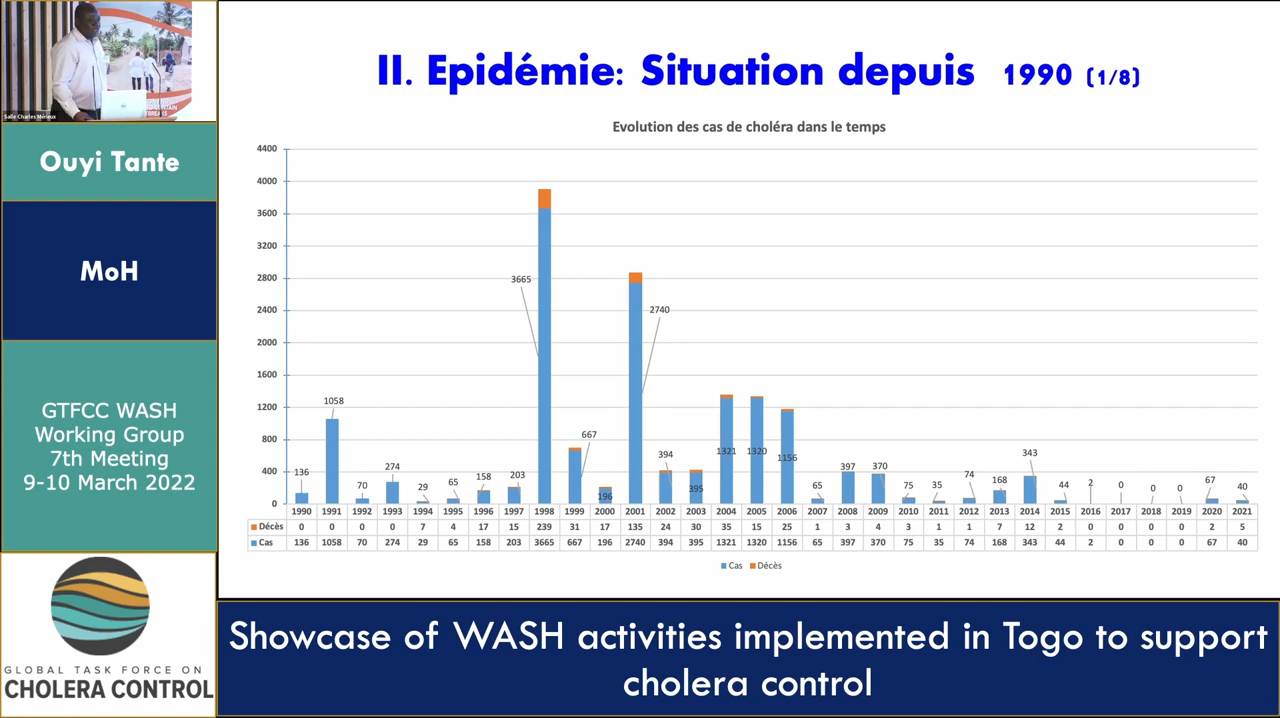 Salle Charles Mérieux
Ouyi Tante
MoH
GTFCC WASH
Working Group
7th Meeting
9-10 March 2022
GLOBAL TASK FORCE ON
CHOLERA CONTROL
II. Epidémie: Situation depuis 1990 (1/8)
Evolution des cas de choléra dans le temps
4400
4000
3600
3200
2800
2400
2000
1600
1200
800
400
0
136
1058
70
274
29
65
158
203
3665
667
196
2740
394
395
1321
1320
1156
65
397
370
75
35
74
168
343
44
2
0
0
0
67
40
1990 1991 1992 1993 1994 1995 1996 1997 1998 1999 2000 2001 2002 2003 2004 2005 2006 2007 2008 2009 2010 2011 2012 2013 2014 2015 2016 2017 2018 2019 2020 2021
Décès 0 0 0 0 7 4 17 15 239 31 17 135 24 30 35 15 25 1 3 4 3 1 1 7 12 2 0 0 0 0 2 5
Cas 136 1058 70 274 29 65 158 203 3665 667 196 2740 394 395 1321 1320 1156 65 397 370 75 35 74 168 343 44 2 0 0 0 67 40
Cas Décès
Showcase of WASH activities implemented in Togo to support
cholera control